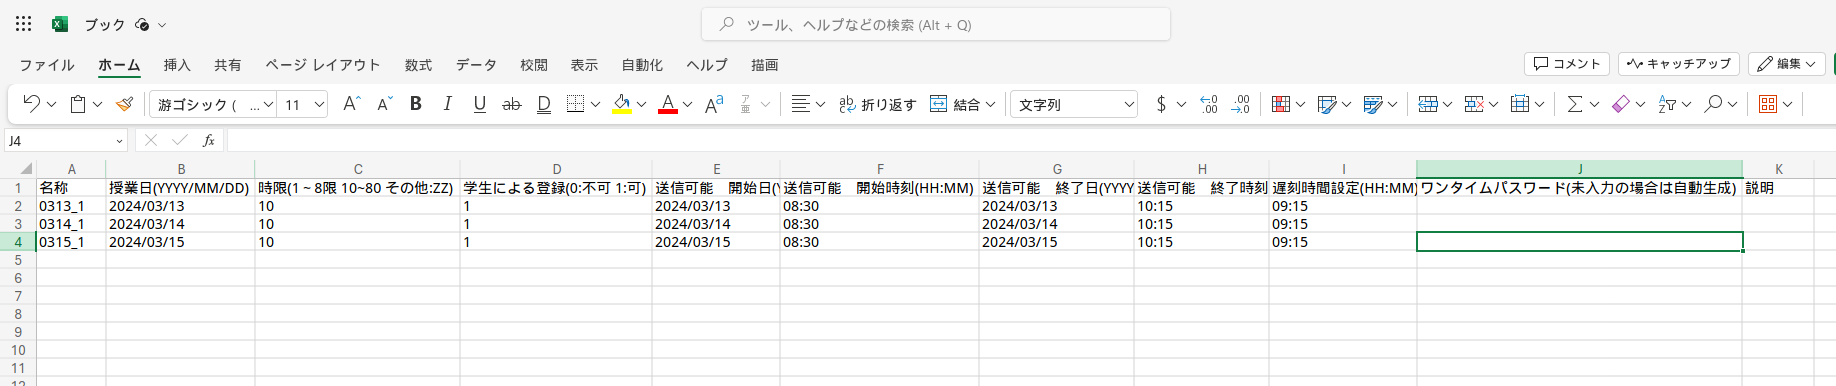 ブック
ツール、ヘルプなどの検索 (Alt + Q)
ファイル ホーム 挿入 共有 ページ レイアウト 数式 データ 校閲 表示 自動化 ヘルプ 描画 コメント キャッチアップ 編集
游ゴシック ( ... 11 A A B I U ab D A Aa ア亜 ab 折り返す 結合 文字列 $ .00 .00 Σ AZ
J4 fx
A B C D E F G H I J K
1 名称 授業日(YYYY/MM/DD) 時限(1 ~ 8限 10~80 その他:ZZ) 学生による登録(0:不可 1:可) 送信可能　開始日(Y 送信可能　開始時刻(HH:MM) 送信可能　終了日(YYYY 送信可能　終了時刻 遅刻時間設定(HH:MM) ワンタイムパスワード(未入力の場合は自動生成) 説明
2 0313_1 2024/03/13 10 1 2024/03/13 08:30 2024/03/13 10:15 09:15
3 0314_1 2024/03/14 10 1 2024/03/14 08:30 2024/03/14 10:15 09:15
4 0315_1 2024/03/15 10 1 2024/03/15 08:30 2024/03/15 10:15 09:15
5
6
7
8
9
10
11
12